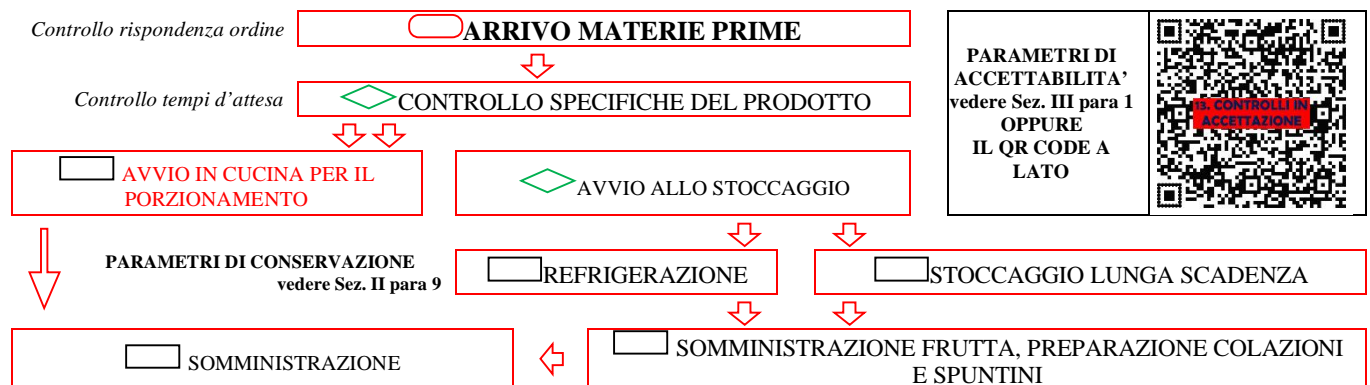 Controllo rispondenza ordine
ARRIVO MATERIE PRIME
Controllo tempi d'attesa
CONTROLLO SPECIFICHE DEL PRODOTTO
PARAMETRI DI
ACCETTABILITA'
vedere Sez. III para 1
OPPURE
IL QR CODE A
LATO
13. CONTROLLI IN
ACCETTAZIONE
AVVIO IN CUCINA PER IL
PORZIONAMENTO
AVVIO ALLO STOCCAGGIO
PARAMETRI DI CONSERVAZIONE
vedere Sez. II para 9
REFRIGERAZIONE
STOCCAGGIO LUNGA SCADENZA
SOMMINISTRAZIONE
SOMMINISTRAZIONE FRUTTA, PREPARAZIONE COLAZIONI
E SPUNTINI